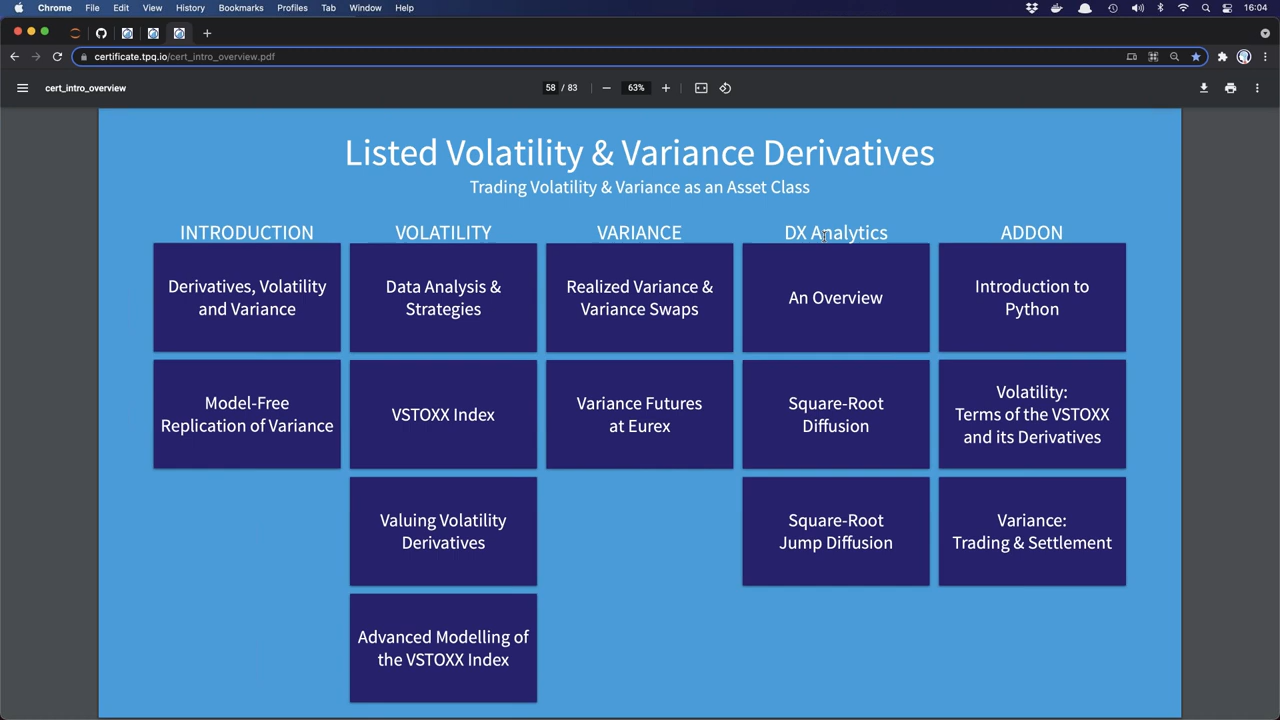 Chrome File Edit View History Bookmarks Profiles Tab Window Help 16:04
certificate.tpq.io/cert_intro_overview.pdf
cert_intro_overview 58 / 83 63%
Listed Volatility & Variance Derivatives
Trading Volatility & Variance as an Asset Class
INTRODUCTION
Derivatives, Volatility
and Variance
Model-Free
Replication of Variance
VOLATILITY
Data Analysis &
Strategies
VSTOXX Index
Valuing Volatility
Derivatives
Advanced Modelling of
the VSTOXX Index
VARIANCE
Realized Variance &
Variance Swaps
Variance Futures
at Eurex
DX Analytics
An Overview
Square-Root
Diffusion
Square-Root
Jump Diffusion
ADDON
Introduction to
Python
Volatility:
Terms of the VSTOXX
and its Derivatives
Variance:
Trading & Settlement